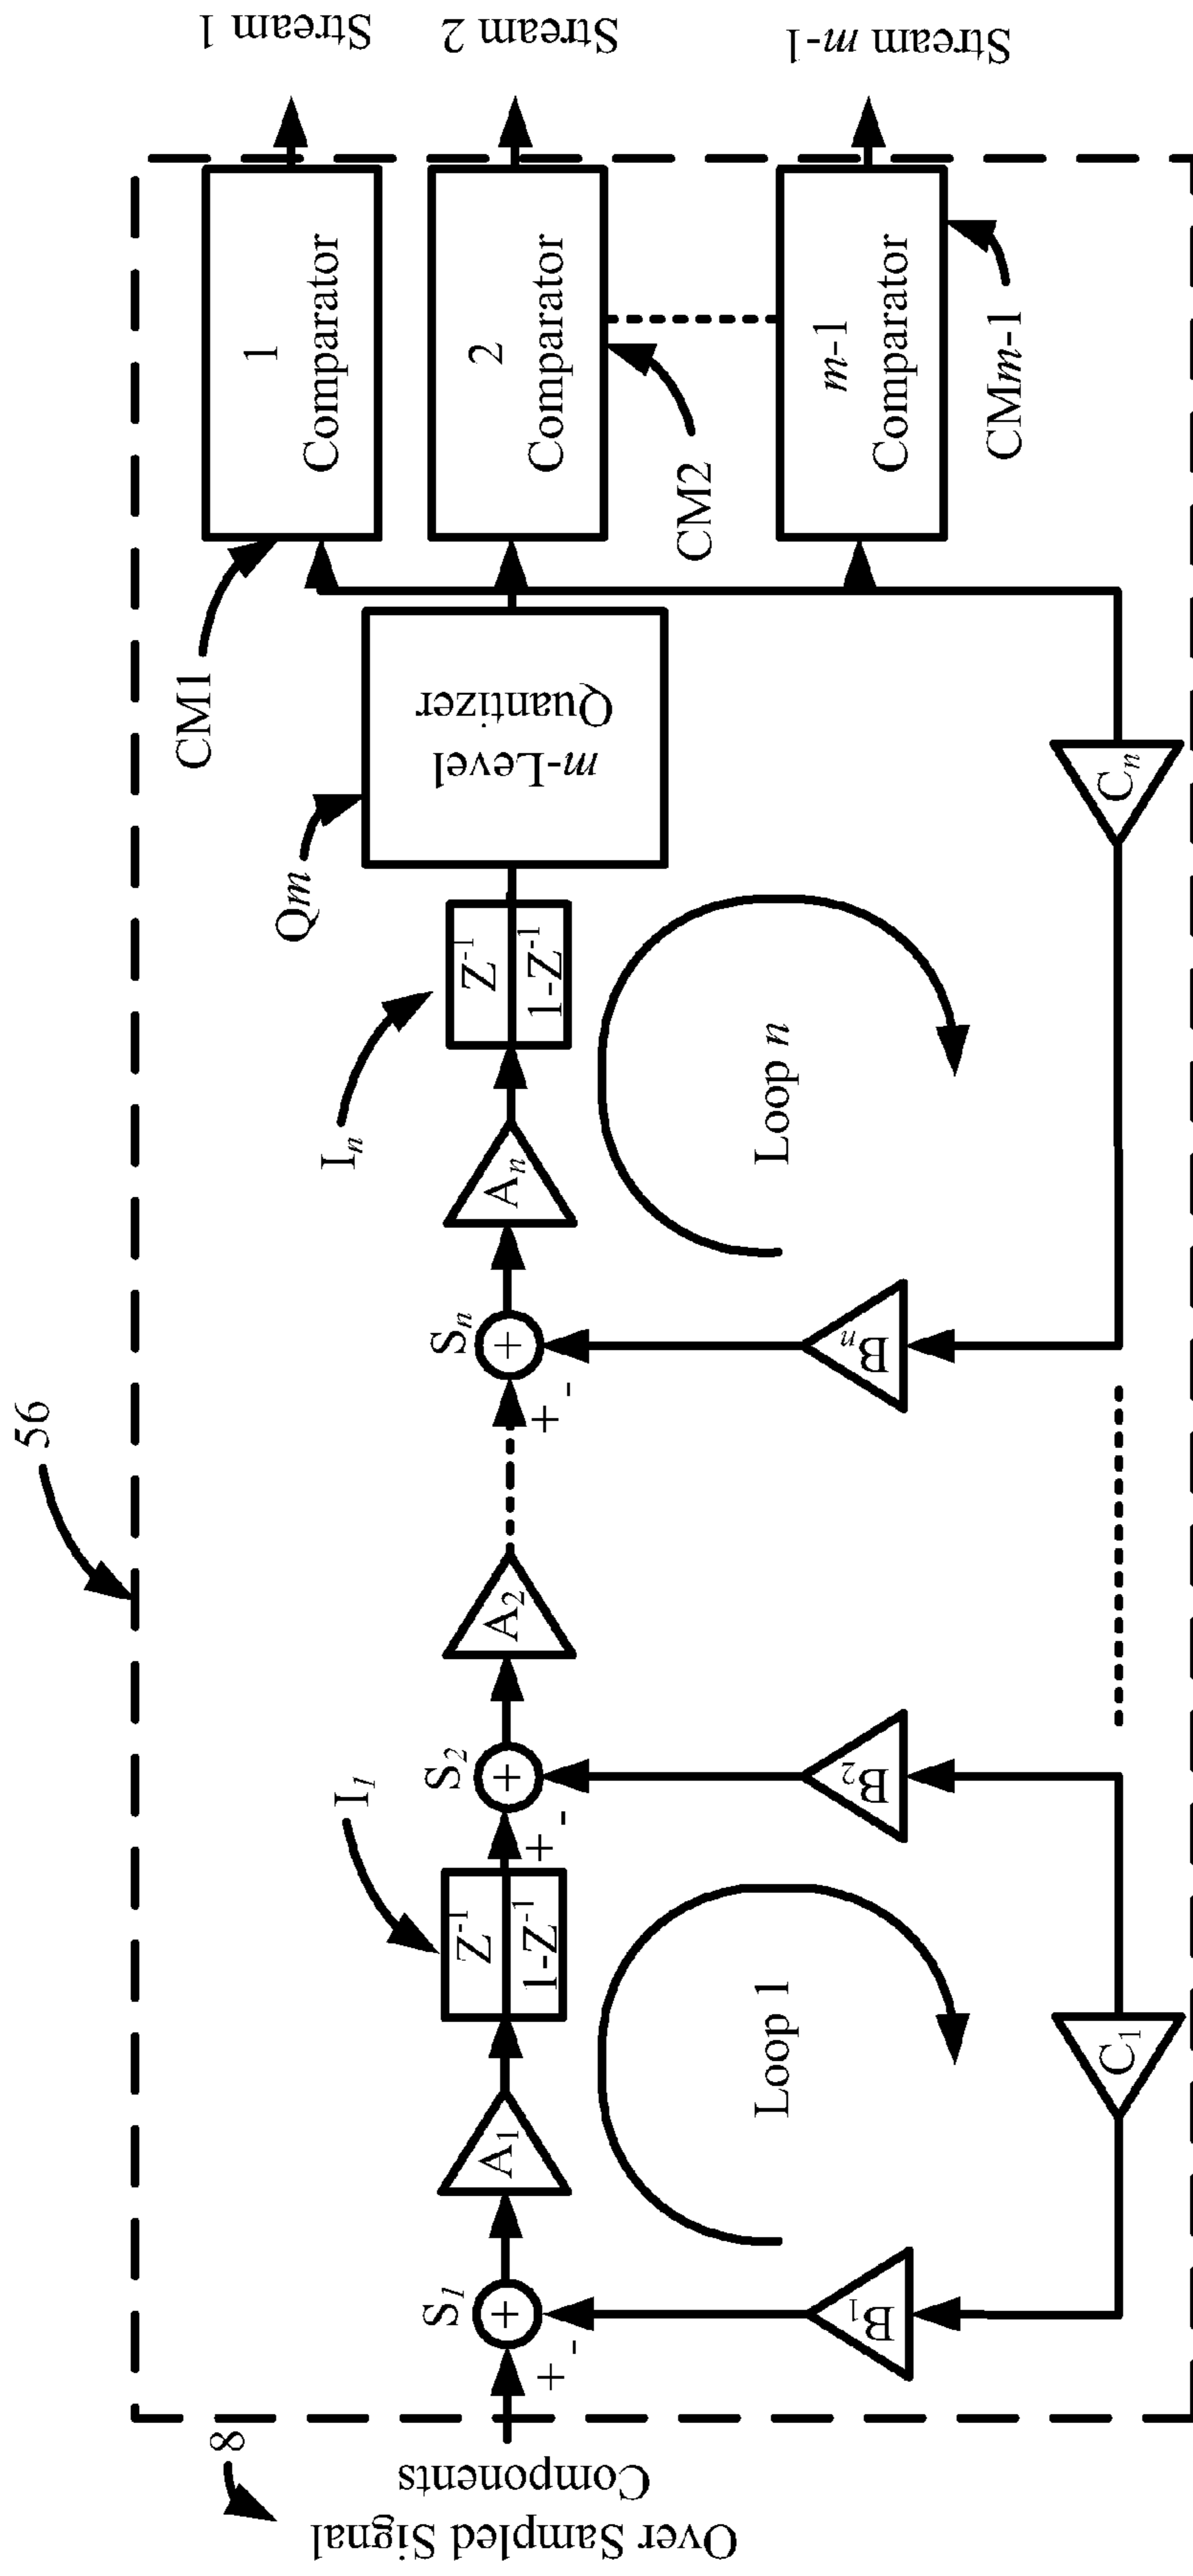 56
8
Over Sampled Signal
Components
+
-
S1
+
A1
Z-1
1-Z-1
I1
+
-
S2
+
A2
+
-
Sn
+
An
In
Z-1
1-Z-1
Qm
m-Level
Quantizer
CM1
1
Comparator
Stream 1
2
Comparator
CM2
Stream 2
m-1
Comparator
CMm-1
Stream m-1
Loop 1
Loop n
B1
B2
Bn
C1
Cn